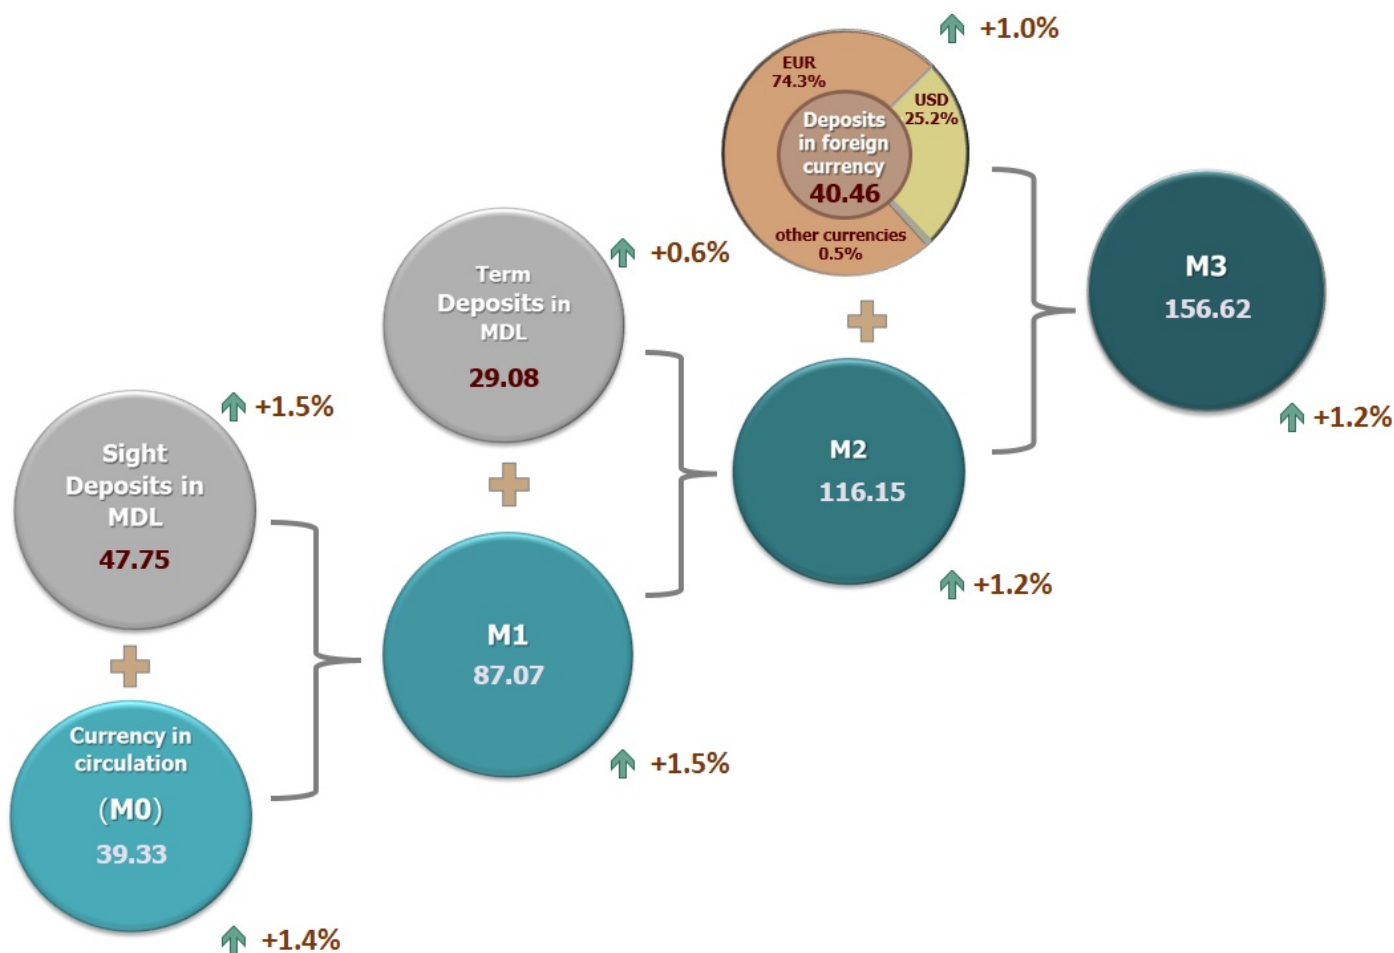 +1.0%
EUR
74.3%
USD
25.2%
Deposits
in foreign
currency
40.46
other currencies
0.5%
Term
Deposits in
MDL
29.08
+0.6%
M3
156.62
+1.2%
Sight
Deposits in
MDL
47.75
+1.5%
M2
116.15
+1.2%
M1
87.07
+1.5%
Currency in
circulation
(M0)
39.33
+1.4%